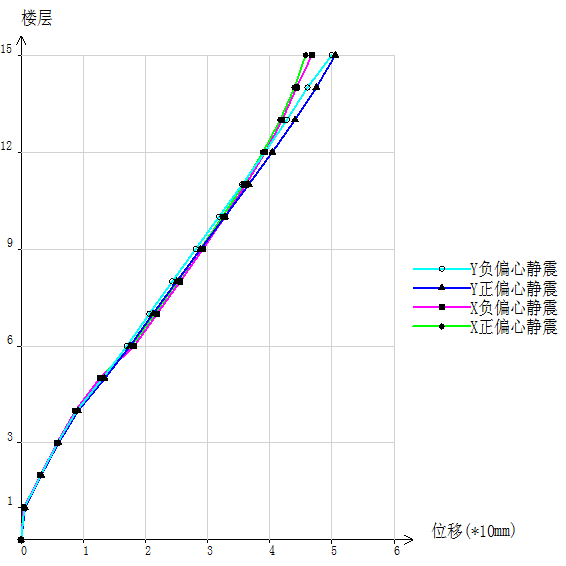 楼层
15
12
9
6
3
1
Y负偏心静震
Y正偏心静震
X负偏心静震
X正偏心静震
位移(*10mm)
0 1 2 3 4 5 6